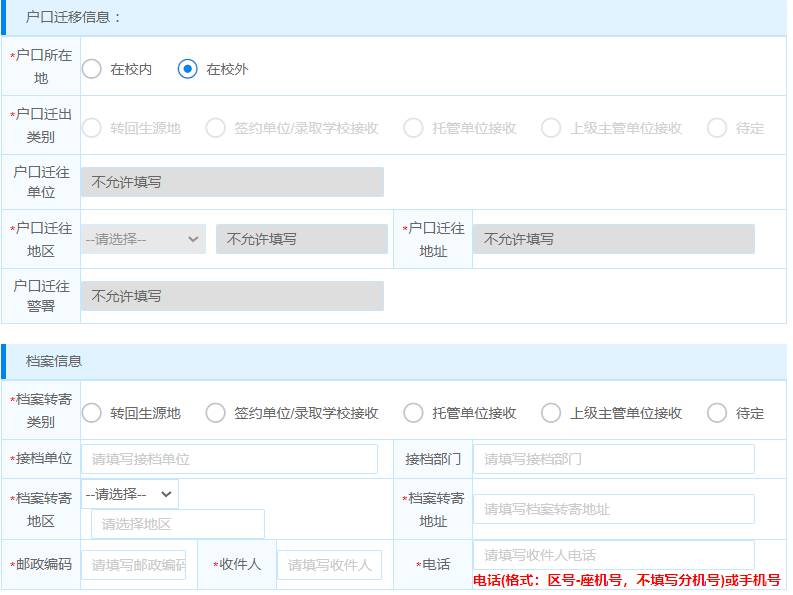 户口迁移信息：
*户口所在地
在校内 在校外
*户口迁出类别
转回生源地 签约单位/录取学校接收 托管单位接收 上级主管单位接收 待定
户口迁往单位
不允许填写
*户口迁往地区
--请选择-- 不允许填写
*户口迁往地址
不允许填写
户口迁往警署
不允许填写
档案信息
*档案转寄类别
转回生源地 签约单位/录取学校接收 托管单位接收 上级主管单位接收 待定
*接档单位 请填写接档单位 接档部门 请填写接档部门
*档案转寄地区
--请选择--
请选择地区
*档案转寄地址
请填写档案转寄地址
*邮政编码 请填写邮政编码 *收件人 请填写收件人 *电话 请填写收件人电话
电话(格式：区号-座机号，不填写分机号)或手机号